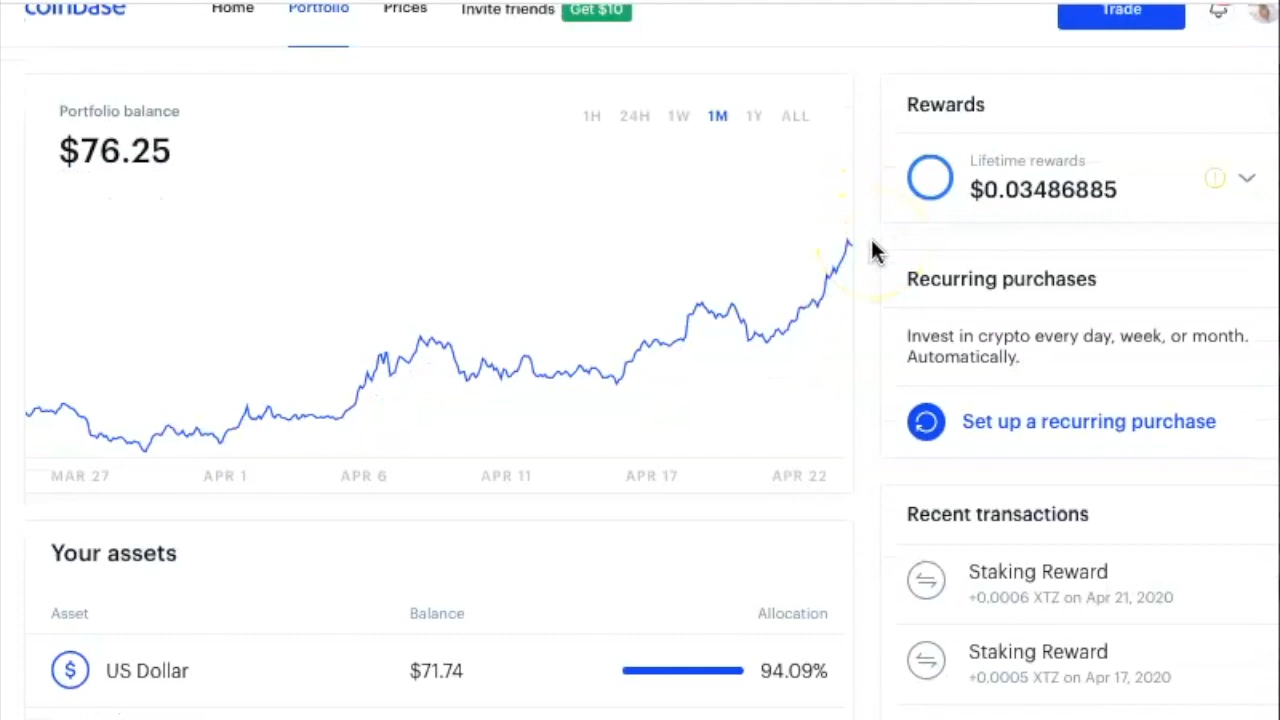 coinbase
Home
Portfolio
Prices
Invite friends
Get $10
Trade
Portfolio balance
$76.25
1H 24H 1W 1M 1Y ALL
MAR 27 APR 1 APR 6 APR 11 APR 17 APR 22
Your assets
Asset Balance Allocation
$ US Dollar $71.74 94.09%
Rewards
Lifetime rewards
$0.03486885
Recurring purchases
Invest in crypto every day, week, or month.
Automatically.
Set up a recurring purchase
Recent transactions
Staking Reward
+0.0006 XTZ on Apr 21, 2020
Staking Reward
+0.0005 XTZ on Apr 17, 2020